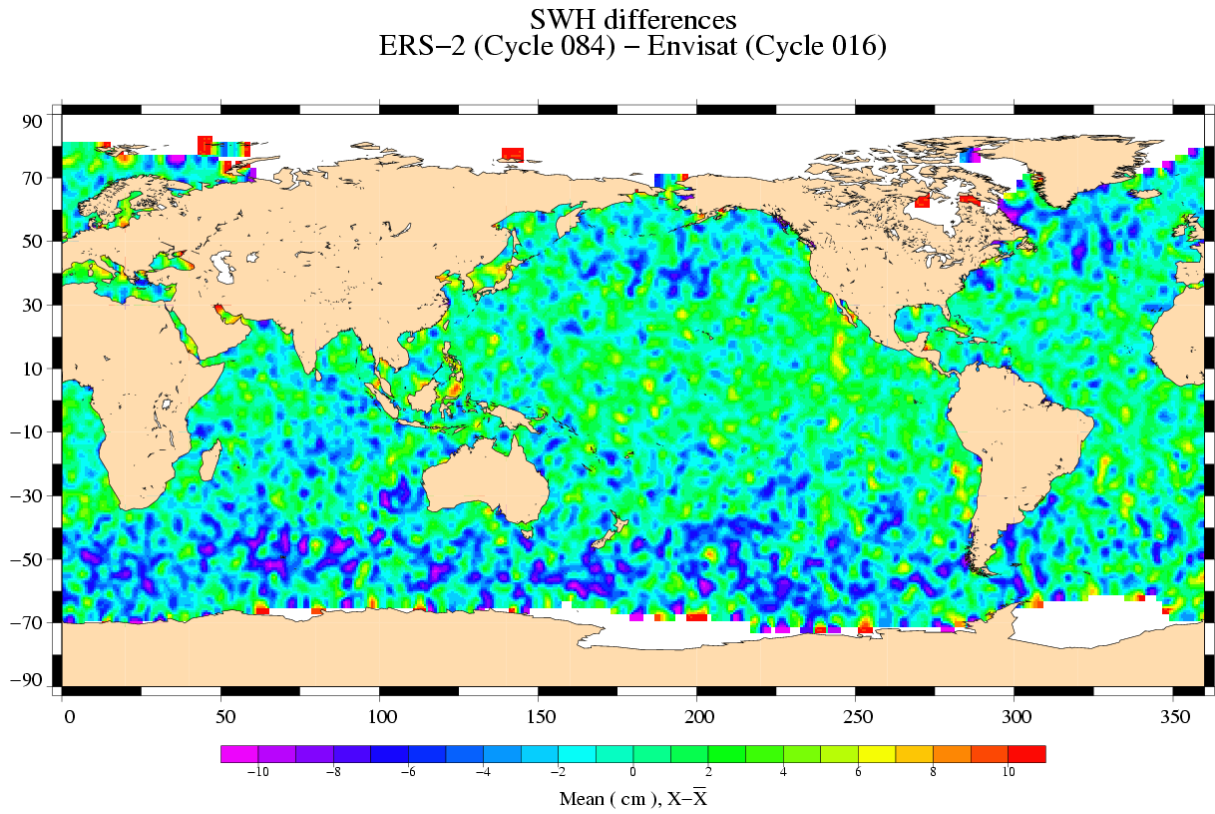 SWH differences
ERS−2 (Cycle 084) − Envisat (Cycle 016)
90
70
50
30
10
−10
−30
−50
−70
−90
0 50 100 150 200 250 300 350
−10 −8 −6 −4 −2 0 2 4 6 8 10
Mean ( cm ), X−X̅